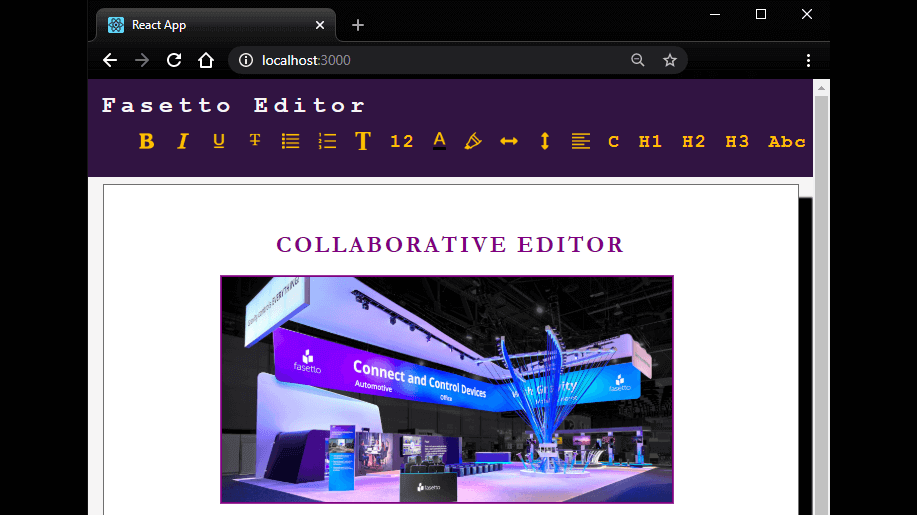 React App
localhost:3000
Fasetto Editor
B I U T T 12 A C H1 H2 H3 Abc
COLLABORATIVE EDITOR
fasetto
Connect and Control Devices
Automotive
Office
fasetto
fasetto